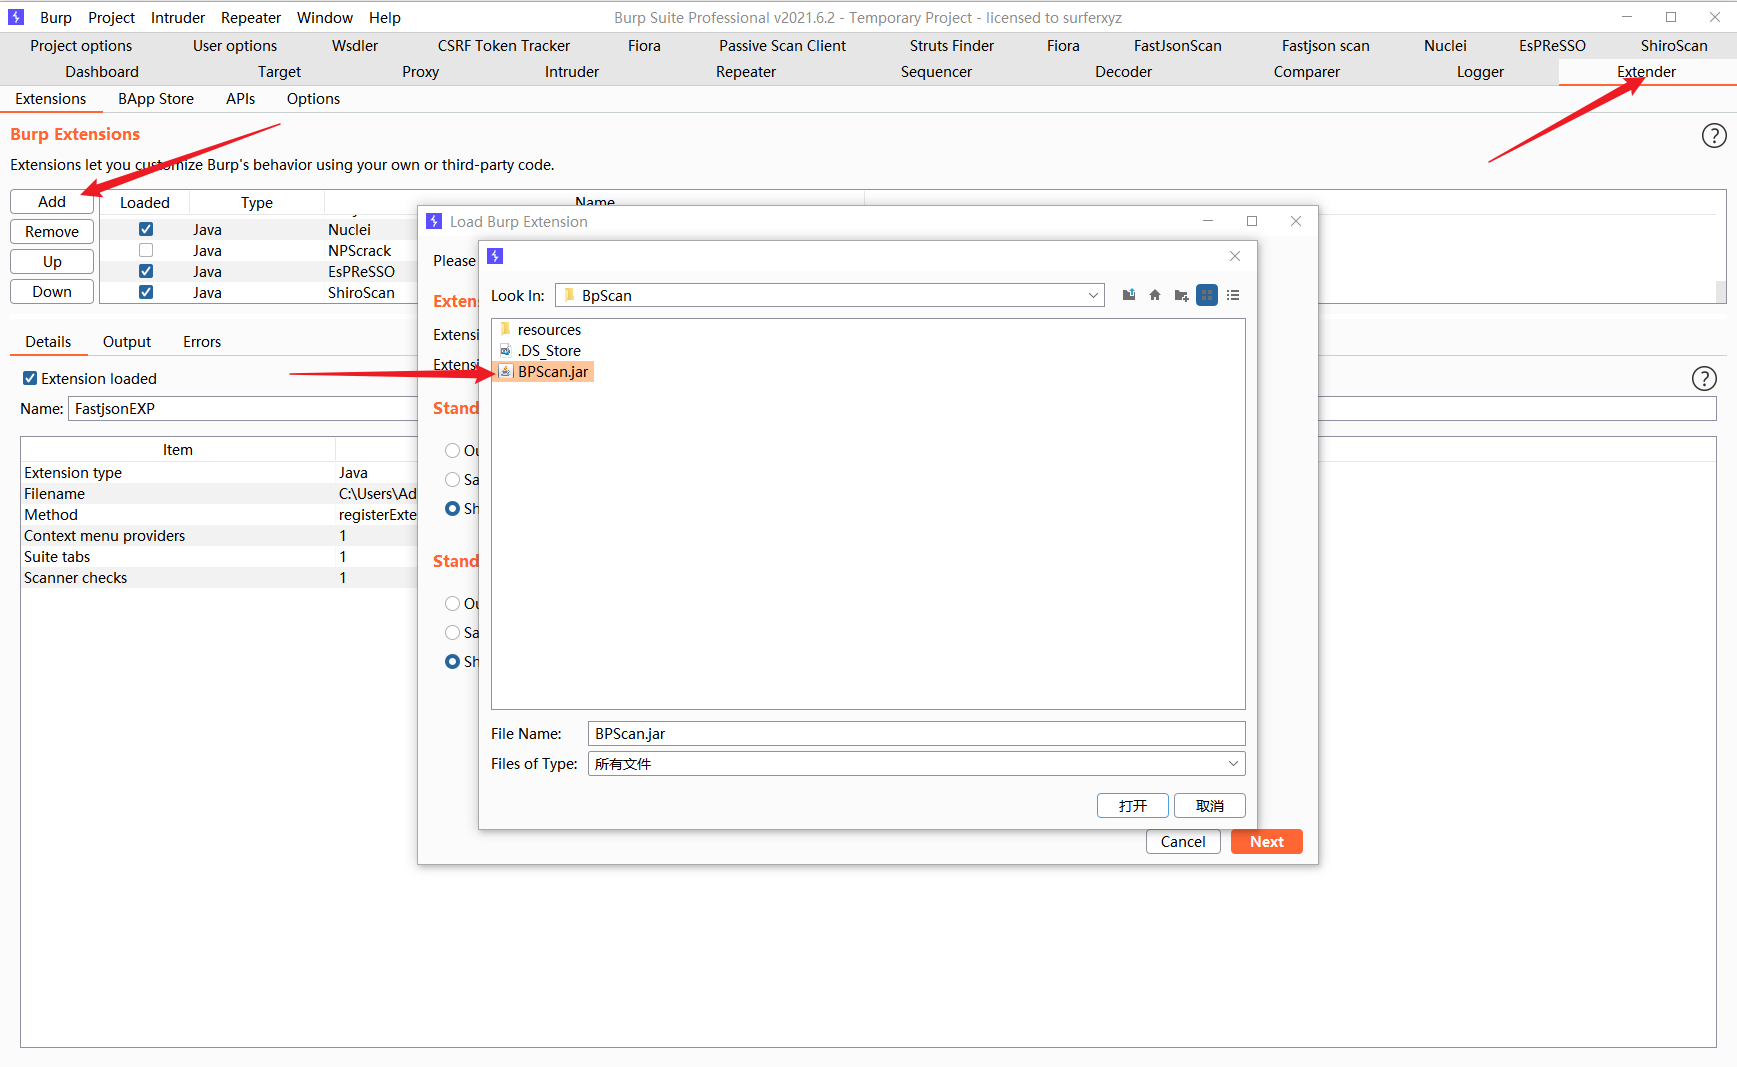 Burp Project Intruder Repeater Window Help Burp Suite Professional v2021.6.2 - Temporary Project - licensed to surferxyz
Project options User options Wsdler CSRF Token Tracker Fiora Passive Scan Client Struts Finder Fiora FastJsonScan Fastjson scan Nuclei EsPReSSO ShiroScan
Dashboard Target Proxy Intruder Repeater Sequencer Decoder Comparer Logger Extender
Extensions BApp Store APIs Options
Burp Extensions
Extensions let you customize Burp's behavior using your own or third-party code.
Add
Remove
Up
Down
Loaded Type Name
Java Nuclei
Java NPScrack
Java EsPReSSO
Java ShiroScan
Details Output Errors
Extension loaded
Name: FastjsonEXP
Item
Extension type Java
Filename C:\Users\Ad
Method registerExte
Context menu providers 1
Suite tabs 1
Scanner checks 1
Load Burp Extension
Please
Exten
Extensi
Extensi
Stand
Ou
Sa
Sh
Stand
Ou
Sa
Sh
Look In: BpScan
resources
.DS_Store
BPScan.jar
File Name: BPScan.jar
Files of Type: 所有文件
打开 取消
Cancel Next